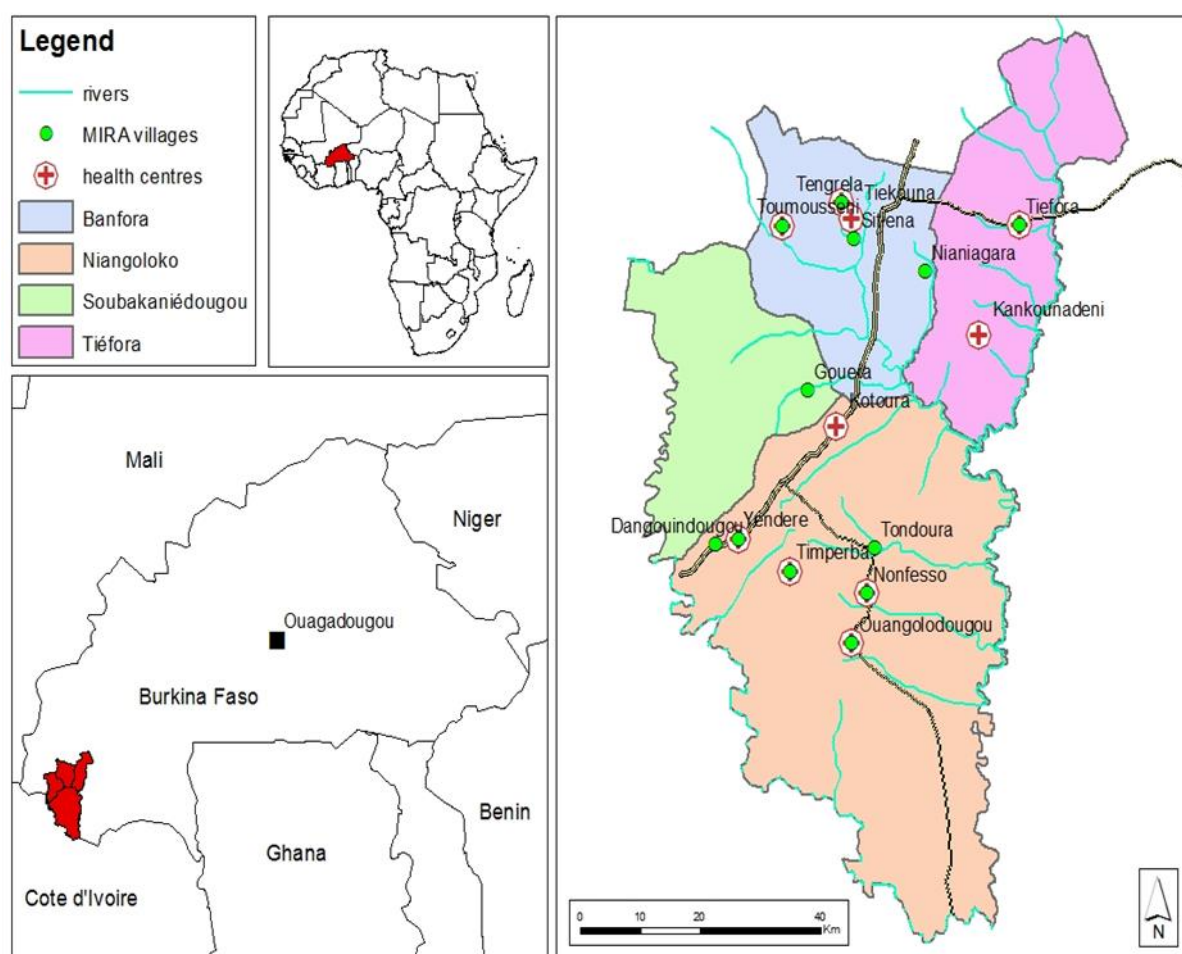 Legend
rivers
MIRA villages
health centres
Banfora
Niangoloko
Soubakaniédougou
Tiéfora
Mali
Niger
Ouagadougou
Burkina Faso
Benin
Ghana
Cote d'Ivoire
Tengrela
Tiekouna
Toumousseni
Sirena
Tiefora
Nianiagara
Kankounadeni
Gouera
Kotoura
Dangouindougou
Yendere
Tondoura
Timperba
Nonfesso
Ouangolodougou
0 10 20 40
Km
N